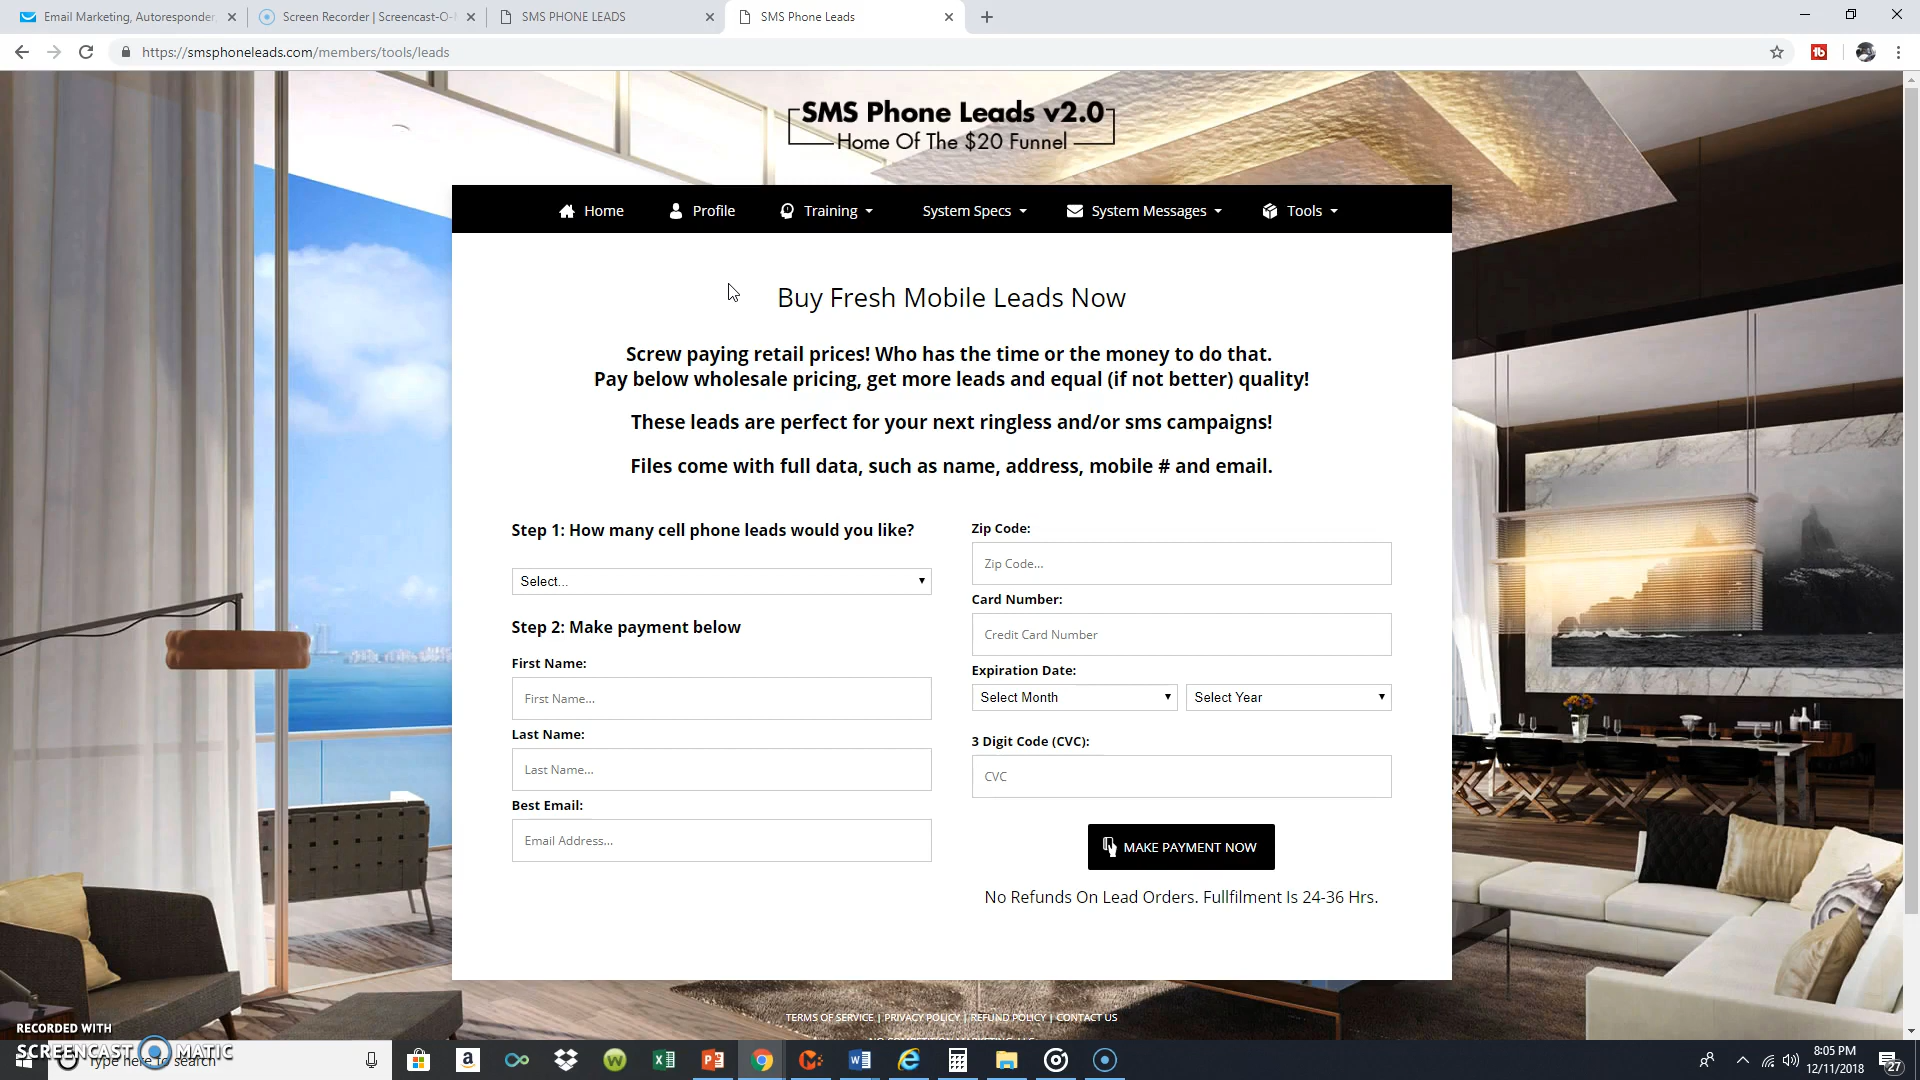 Email Marketing, Autoresponder,
Screen Recorder | Screencast-O-
SMS PHONE LEADS
SMS Phone Leads
https://smsphoneleads.com/members/tools/leads
SMS Phone Leads v2.0
Home Of The $20 Funnel
Home
Profile
Training
System Specs
System Messages
Tools
Buy Fresh Mobile Leads Now
Screw paying retail prices! Who has the time or the money to do that.
Pay below wholesale pricing, get more leads and equal (if not better) quality!
These leads are perfect for your next ringless and/or sms campaigns!
Files come with full data, such as name, address, mobile # and email.
Step 1: How many cell phone leads would you like?
Select...
Step 2: Make payment below
First Name:
First Name...
Last Name:
Last Name...
Best Email:
Email Address...
Zip Code:
Zip Code...
Card Number:
Credit Card Number
Expiration Date:
Select Month
Select Year
3 Digit Code (CVC):
CVC
MAKE PAYMENT NOW
No Refunds On Lead Orders. Fullfilment Is 24-36 Hrs.
TERMS OF SERVICE | PRIVACY POLICY | REFUND POLICY | CONTACT US
RECORDED WITH
SCREENCAST MATIC
Type here to search
8:05 PM
12/11/2018
27